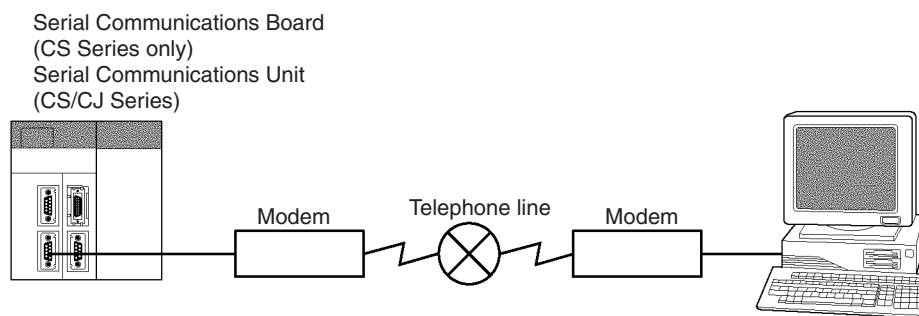 Serial Communications Board
(CS Series only)
Serial Communications Unit
(CS/CJ Series)
Modem
Telephone line
Modem